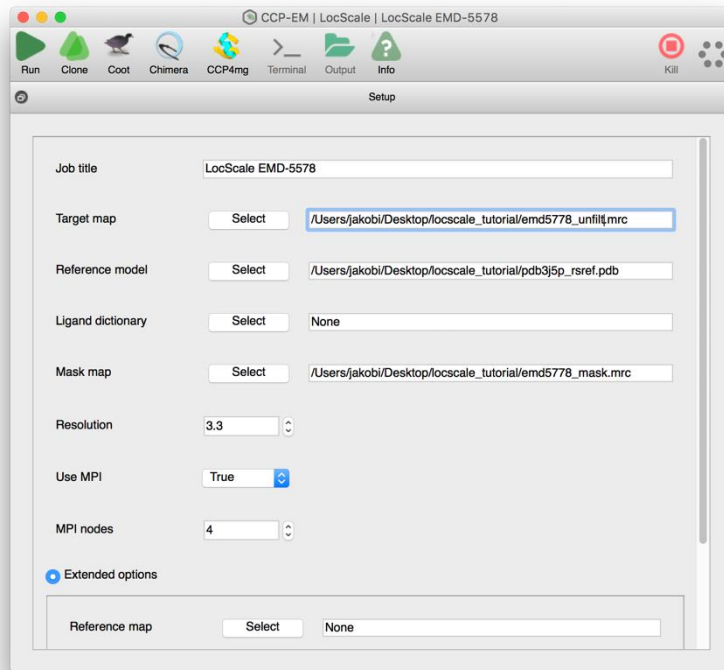 CCP-EM | LocScale | LocScale EMD-5578
Run Clone Coot Chimera CCP4mg Terminal Output Info Kill
Setup
Job title LocScale EMD-5578
Target map Select /Users/jakobi/Desktop/locscale_tutorial/emd5778_unfilt.mrc
Reference model Select /Users/jakobi/Desktop/locscale_tutorial/pdb3j5p_rsref.pdb
Ligand dictionary Select None
Mask map Select /Users/jakobi/Desktop/locscale_tutorial/emd5778_mask.mrc
Resolution 3.3
Use MPI True
MPI nodes 4
Extended options
Reference map Select None